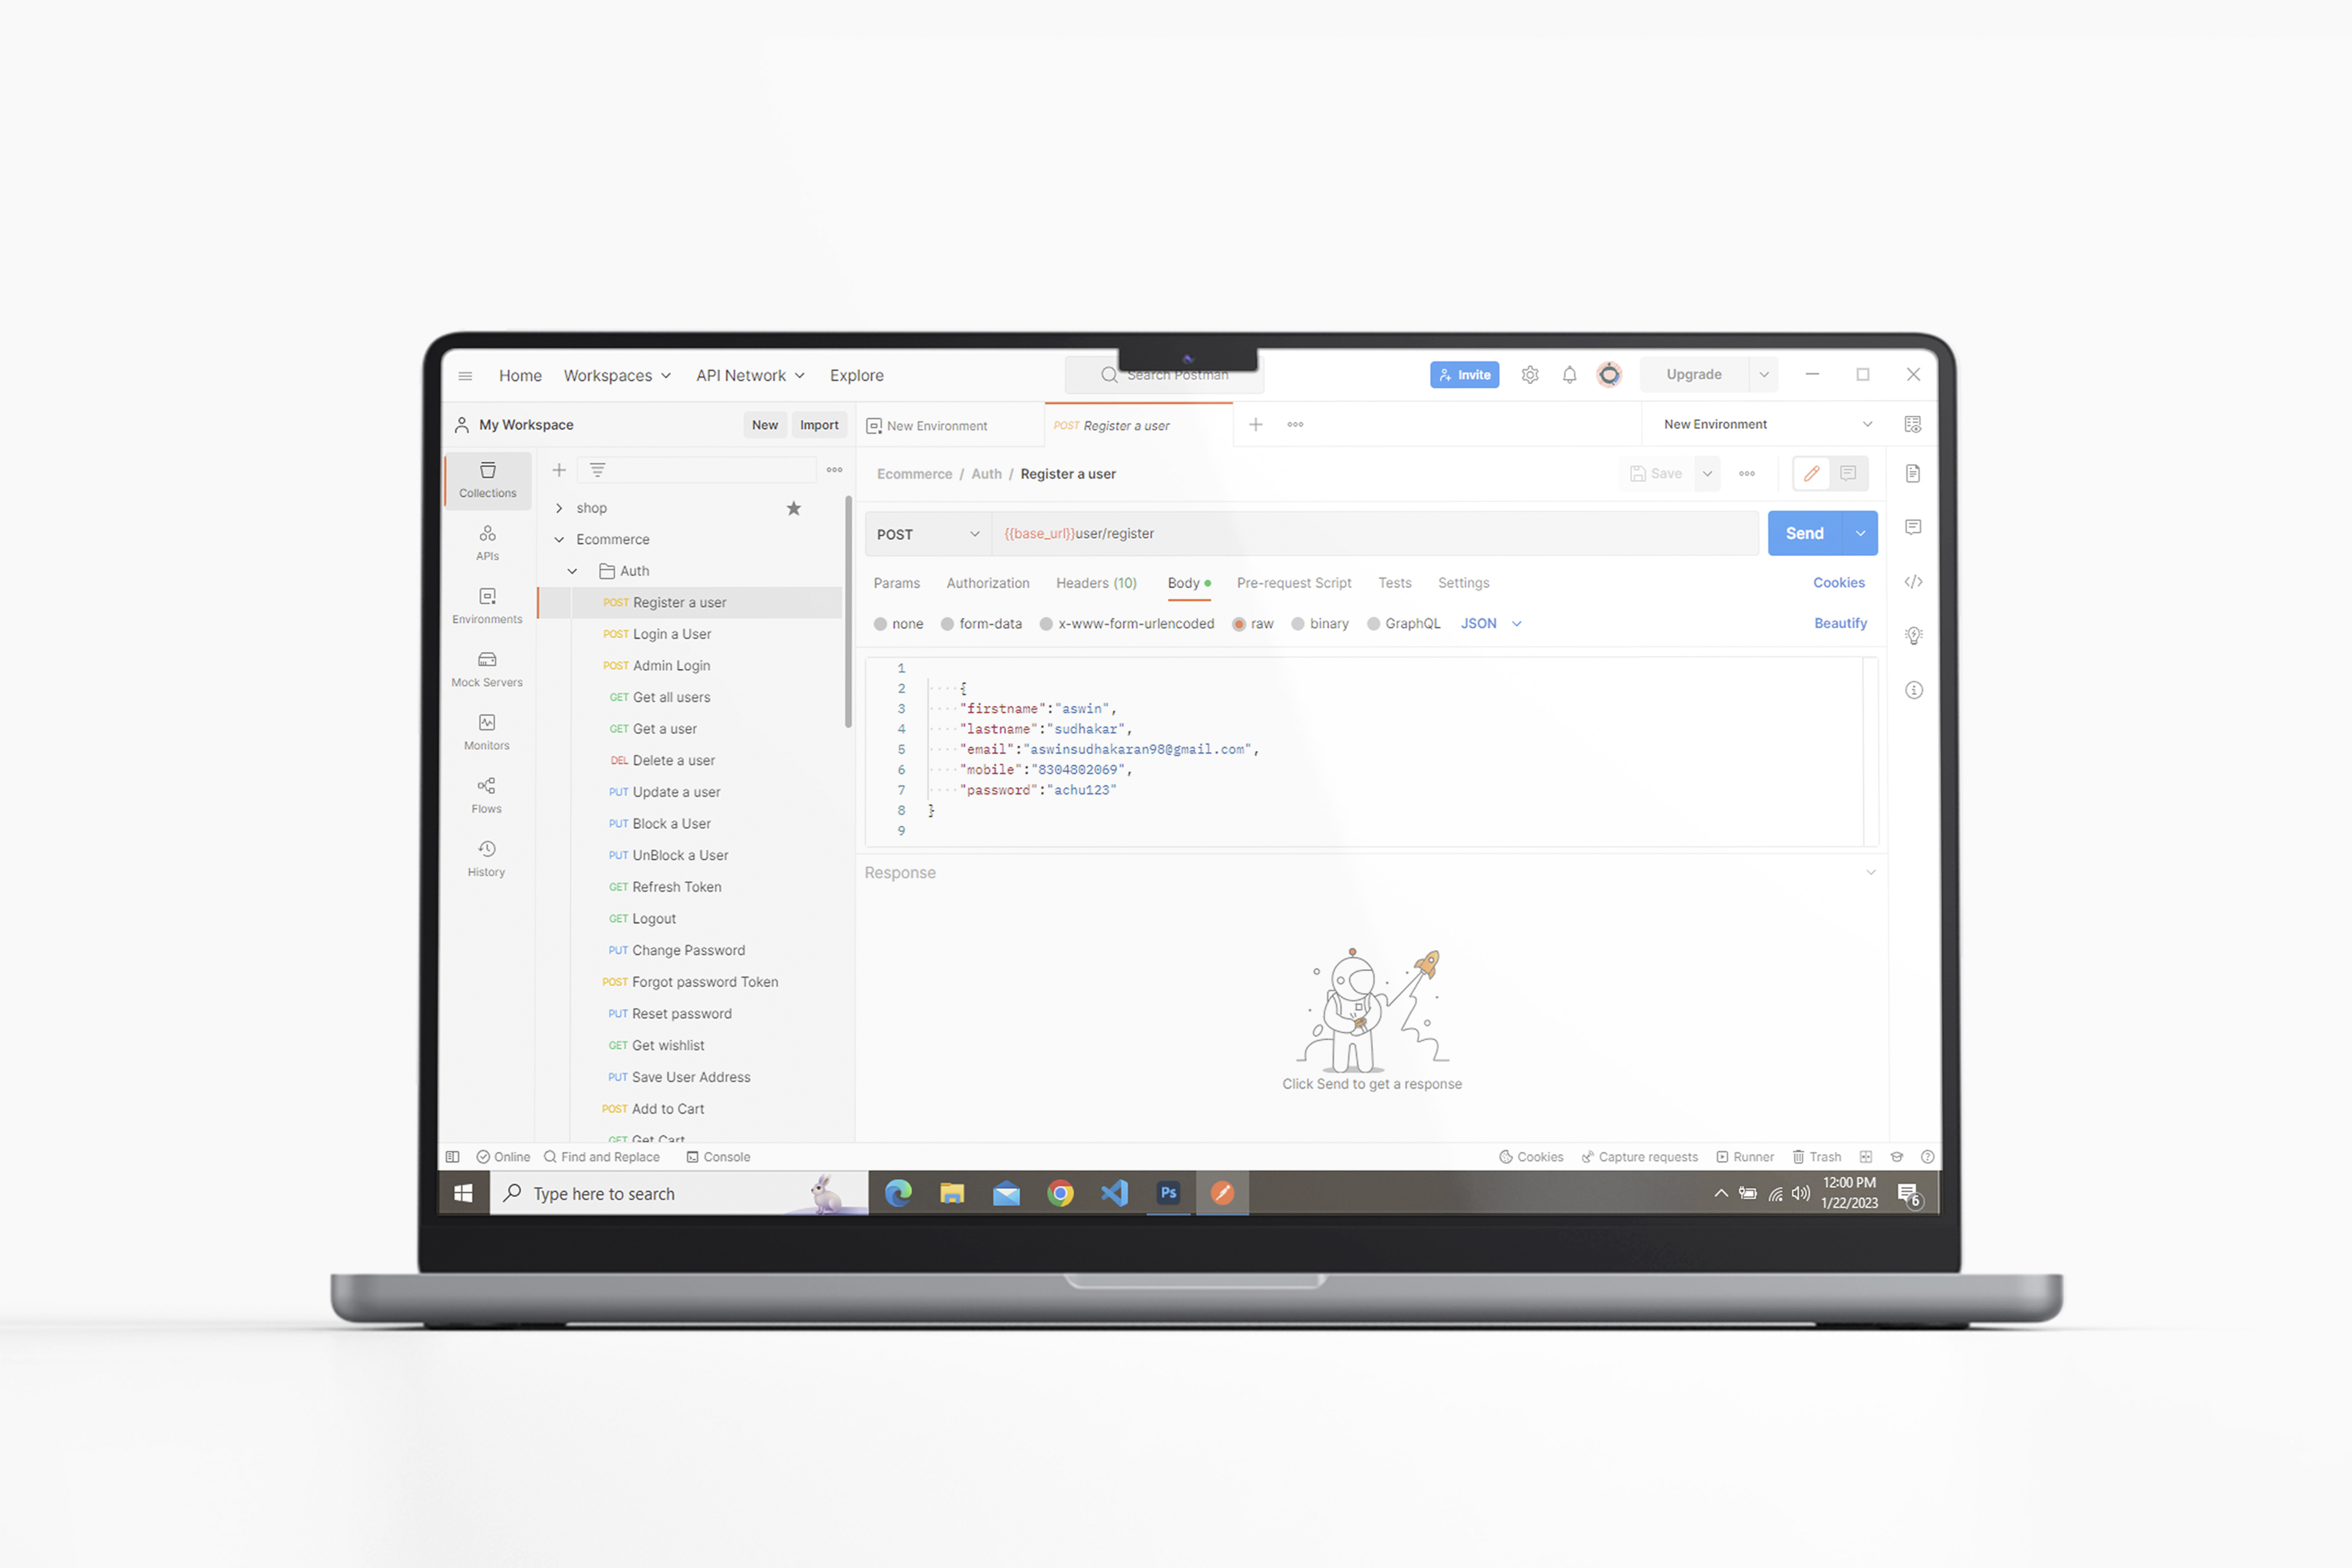 Home Workspaces API Network Explore Search Postman Invite Upgrade
My Workspace New Import New Environment POST Register a user New Environment
Collections
APIs
Environments
Mock Servers
Monitors
Flows
History
shop
Ecommerce
Auth
POST Register a user
POST Login a User
POST Admin Login
GET Get all users
GET Get a user
DEL Delete a user
PUT Update a user
PUT Block a User
PUT UnBlock a User
GET Refresh Token
GET Logout
PUT Change Password
POST Forgot password Token
PUT Reset password
GET Get wishlist
PUT Save User Address
POST Add to Cart
GET Get Cart
Ecommerce / Auth / Register a user Save
POST {{base_url}}user/register Send
Params Authorization Headers (10) Body Pre-request Script Tests Settings Cookies
none form-data x-www-form-urlencoded raw binary GraphQL JSON Beautify
1
2 {
3 "firstname":"aswin",
4 "lastname":"sudhakar",
5 "email":"aswinsudhakaran98@gmail.com",
6 "mobile":"8304802069",
7 "password":"achu123"
8 }
9
Response
Click Send to get a response
Online Find and Replace Console Cookies Capture requests Runner Trash
Type here to search Ps 12:00 PM
1/22/2023 6